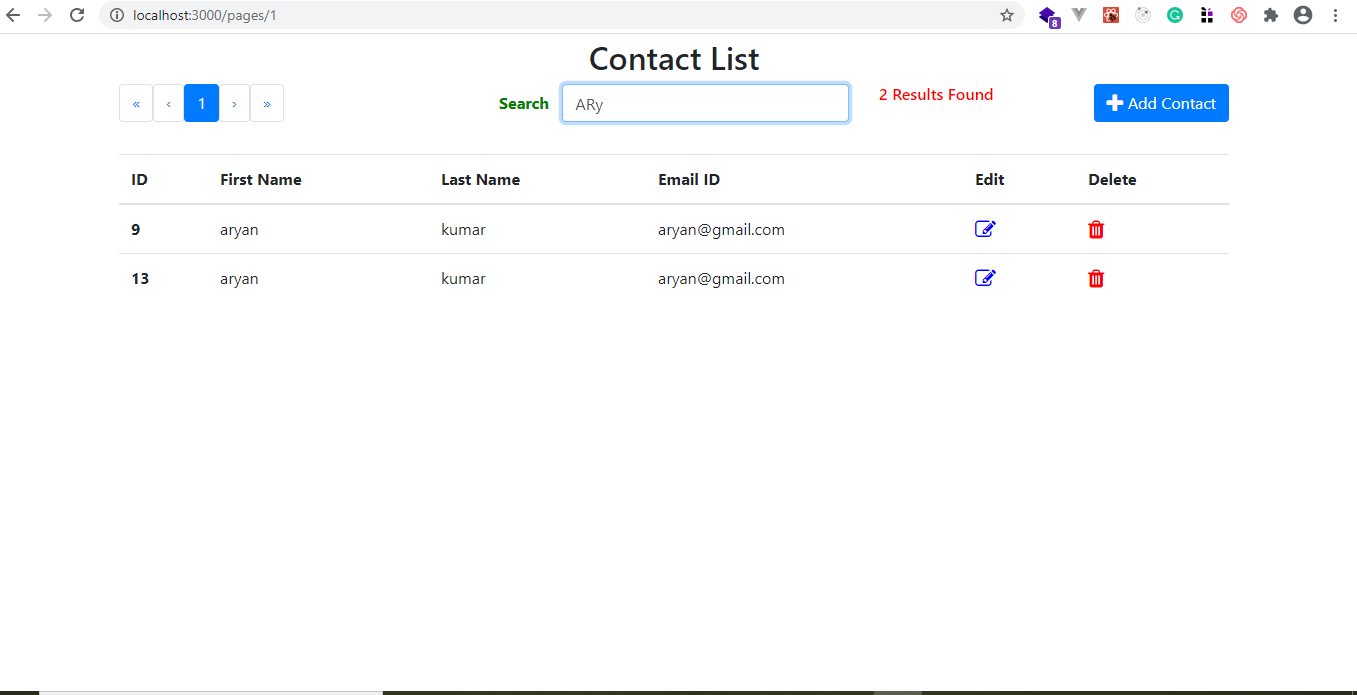 localhost:3000/pages/1
8
Contact List
« ‹ 1 › » Search ARy 2 Results Found Add Contact
ID First Name Last Name Email ID Edit Delete
9 aryan kumar aryan@gmail.com
13 aryan kumar aryan@gmail.com